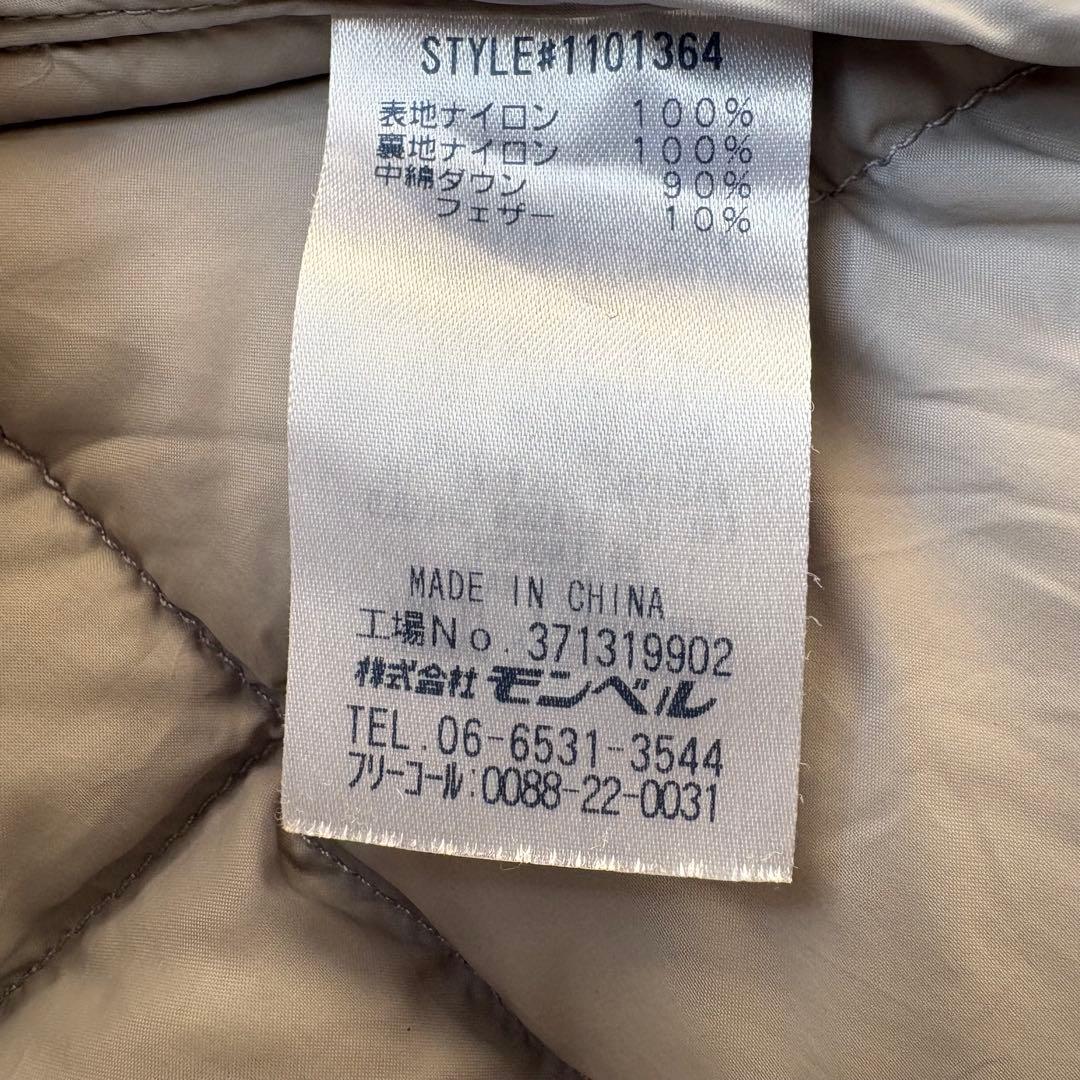 STYLE#1101364
表地ナイロン 100%
裏地ナイロン 100%
中綿ダウン 90%
フェザー 10%
MADE IN CHINA
工場No.371319902
株式会社モンベル
TEL.06-6531-3544
フリーコール:0088-22-0031